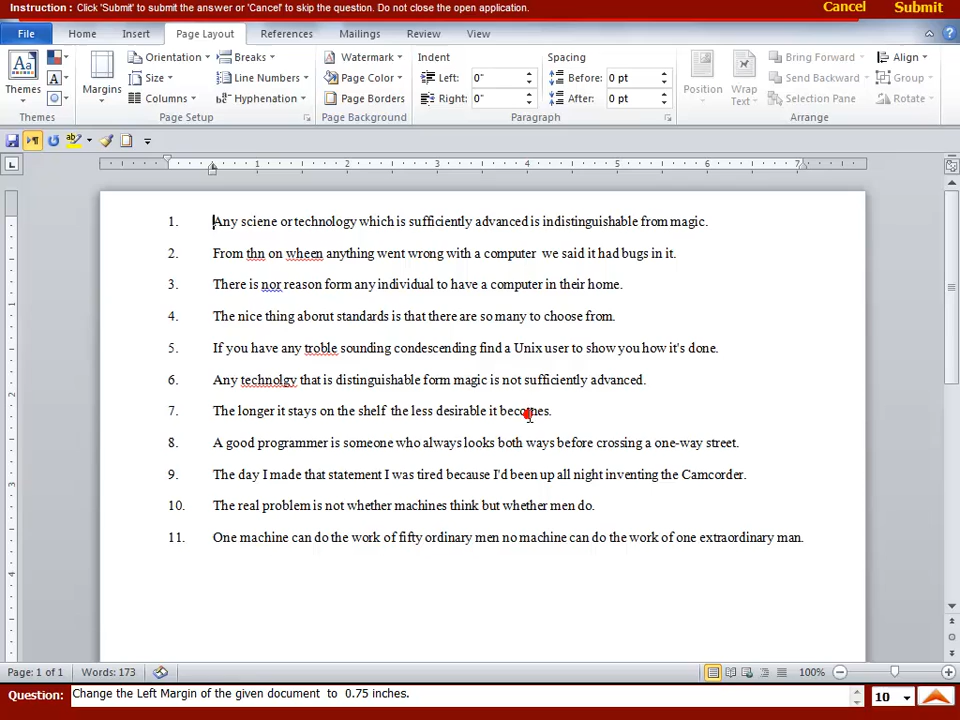 Instruction : Click 'Submit' to submit the answer or 'Cancel' to skip the question. Do not close the open application. Cancel Submit
File Home Insert Page Layout References Mailings Review View
Themes Margins Orientation Size Columns Breaks Line Numbers Hyphenation Watermark Page Color Page Borders Indent Left: 0" Right: 0" Spacing Before: 0 pt After: 0 pt Position Wrap Text Bring Forward Send Backward Selection Pane Align Group Rotate
Themes Page Setup Page Background Paragraph Arrange
1 2 3 4 5 6 7
1. Any sciene or technology which is sufficiently advanced is indistinguishable from magic.
2. From thn on wheen anything went wrong with a computer we said it had bugs in it.
3. There is nor reason form any individual to have a computer in their home.
4. The nice thing aborut standards is that there are so many to choose from.
5. If you have any troble sounding condescending find a Unix user to show you how it's done.
6. Any technolgy that is distinguishable form magic is not sufficiently advanced.
7. The longer it stays on the shelf the less desirable it becomes.
8. A good programmer is someone who always looks both ways before crossing a one-way street.
9. The day I made that statement I was tired because I'd been up all night inventing the Camcorder.
10. The real problem is not whether machines think but whether men do.
11. One machine can do the work of fifty ordinary men no machine can do the work of one extraordinary man.
Page: 1 of 1 Words: 173 100%
Question: Change the Left Margin of the given document to 0.75 inches. 10